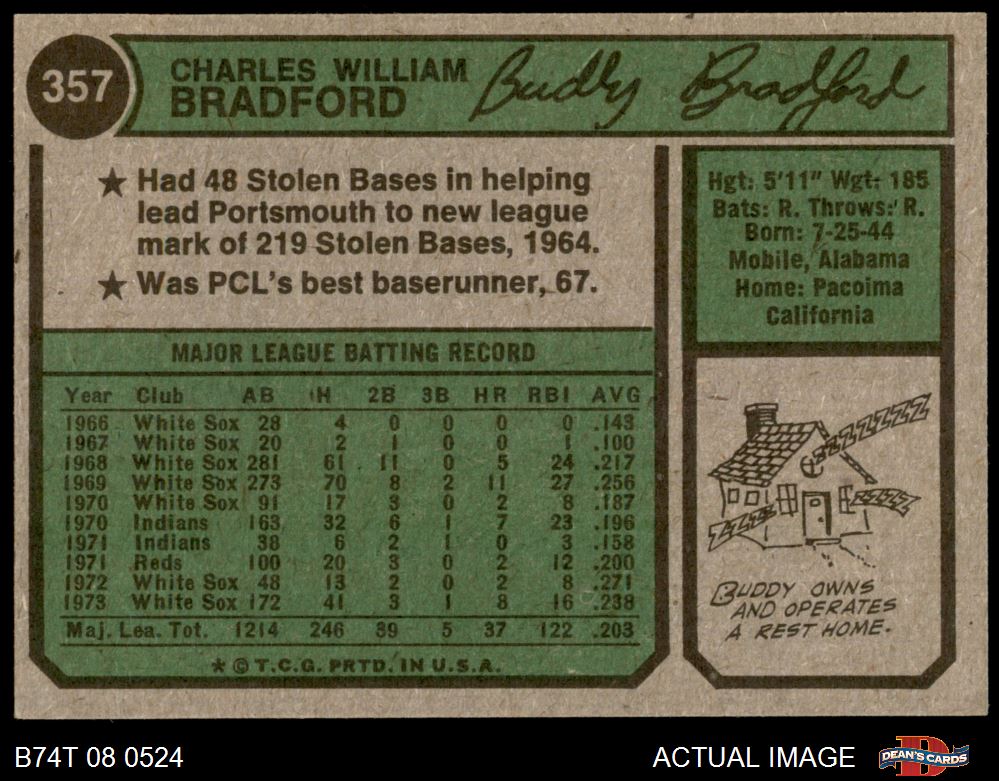 357
CHARLES WILLIAM
BRADFORD
Buddy Bradford
★ Had 48 Stolen Bases in helping
lead Portsmouth to new league
mark of 219 Stolen Bases, 1964.
★ Was PCL's best baserunner, 67.
Hgt: 5'11" Wgt: 185
Bats: R. Throws: R.
Born: 7-25-44
Mobile, Alabama
Home: Pacoima
California
MAJOR LEAGUE BATTING RECORD
Year Club AB H 2B 3B HR RBI AVG
1966 White Sox 28 4 0 0 0 0 .143
1967 White Sox 20 2 1 0 0 1 .100
1968 White Sox 281 61 11 0 5 24 .217
1969 White Sox 273 70 8 2 11 27 .256
1970 White Sox 91 17 3 0 2 8 .187
1970 Indians 163 32 6 1 7 23 .196
1971 Indians 38 6 2 1 0 3 .158
1971 Reds 100 20 3 0 2 12 .200
1972 White Sox 48 13 2 0 2 8 .271
1973 White Sox 172 41 3 1 8 16 .238
Maj. Lea. Tot. 1214 246 39 5 37 122 .203
★ © T.C.G. PRTD. IN U.S.A.
ZZZZZZZ
ZZZZ
ZZZZ
BUDDY OWNS
AND OPERATES
A REST HOME.
B74T 08 0524
ACTUAL IMAGE
D
DEAN'S CARDS